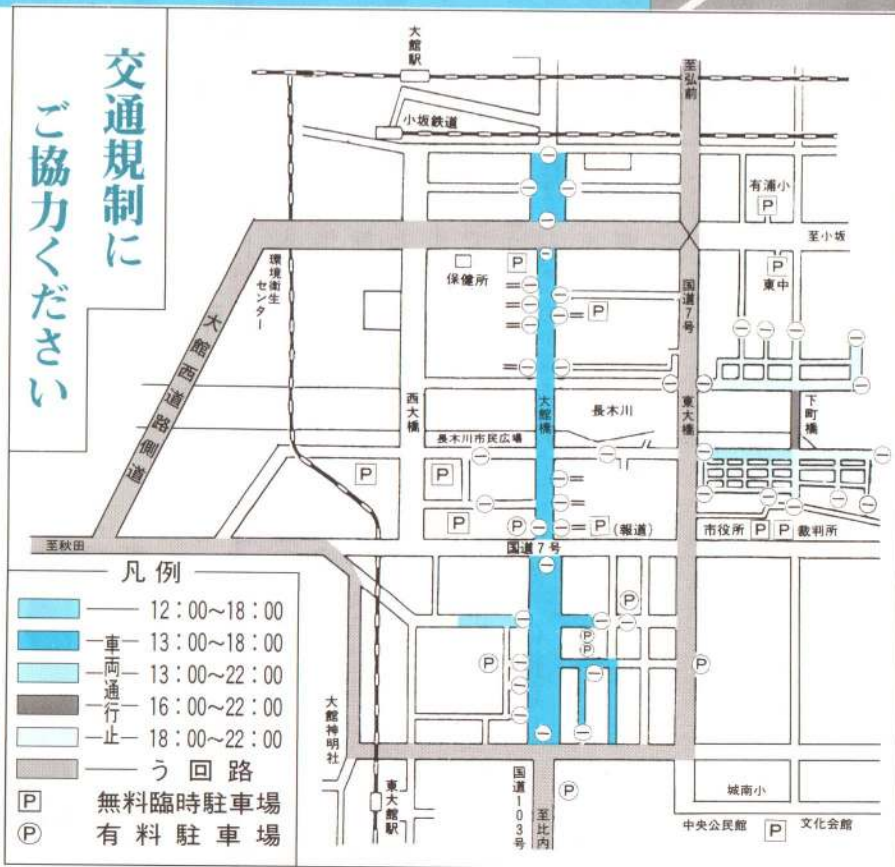 交通規制に
ご協力ください
大館駅
小坂鉄道
至弘前
有浦小
P
至小坂
環境衛生センター
保健所
P
国道7号
P
東中
P
大館西道路側道
西大橋
大館橋
長木川
東大橋
下町橋
長木川市民広場
P
P
P
P
P
(報道)
市役所
P
P
裁判所
至秋田
国道7号
凡例
12:00~18:00
13:00~18:00
13:00~22:00
16:00~22:00
18:00~22:00
車両通行止
う回路
P
無料臨時駐車場
P
有料駐車場
P
P
P
P
P
大館神明社
東大館駅
国道103号
至比内
P
城南小
中央公民館
P
文化会館